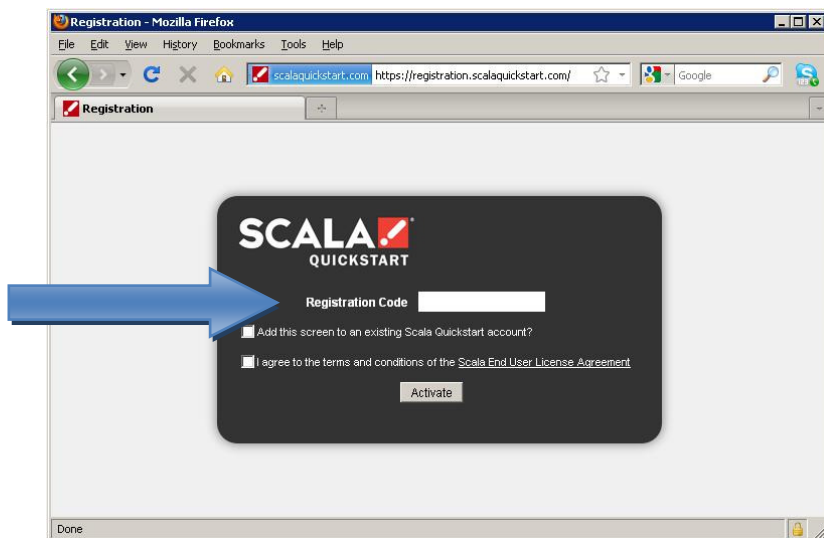 Registration - Mozilla Firefox
File Edit View History Bookmarks Tools Help
scalaquickstart.com https://registration.scalaquickstart.com/ Google
Registration
SCALA
QUICKSTART
Registration Code
Add this screen to an existing Scala Quickstart account?
I agree to the terms and conditions of the Scala End User License Agreement
Activate
Done